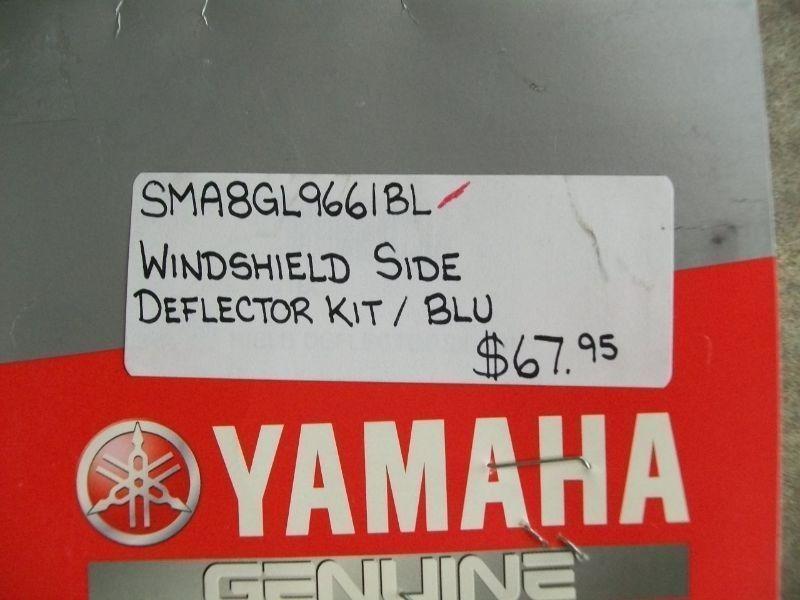 SMA8GL9661BL
WINDSHIELD SIDE
DEFLECTOR KIT / BLU
$67.95
YAMAHA
GENUINE